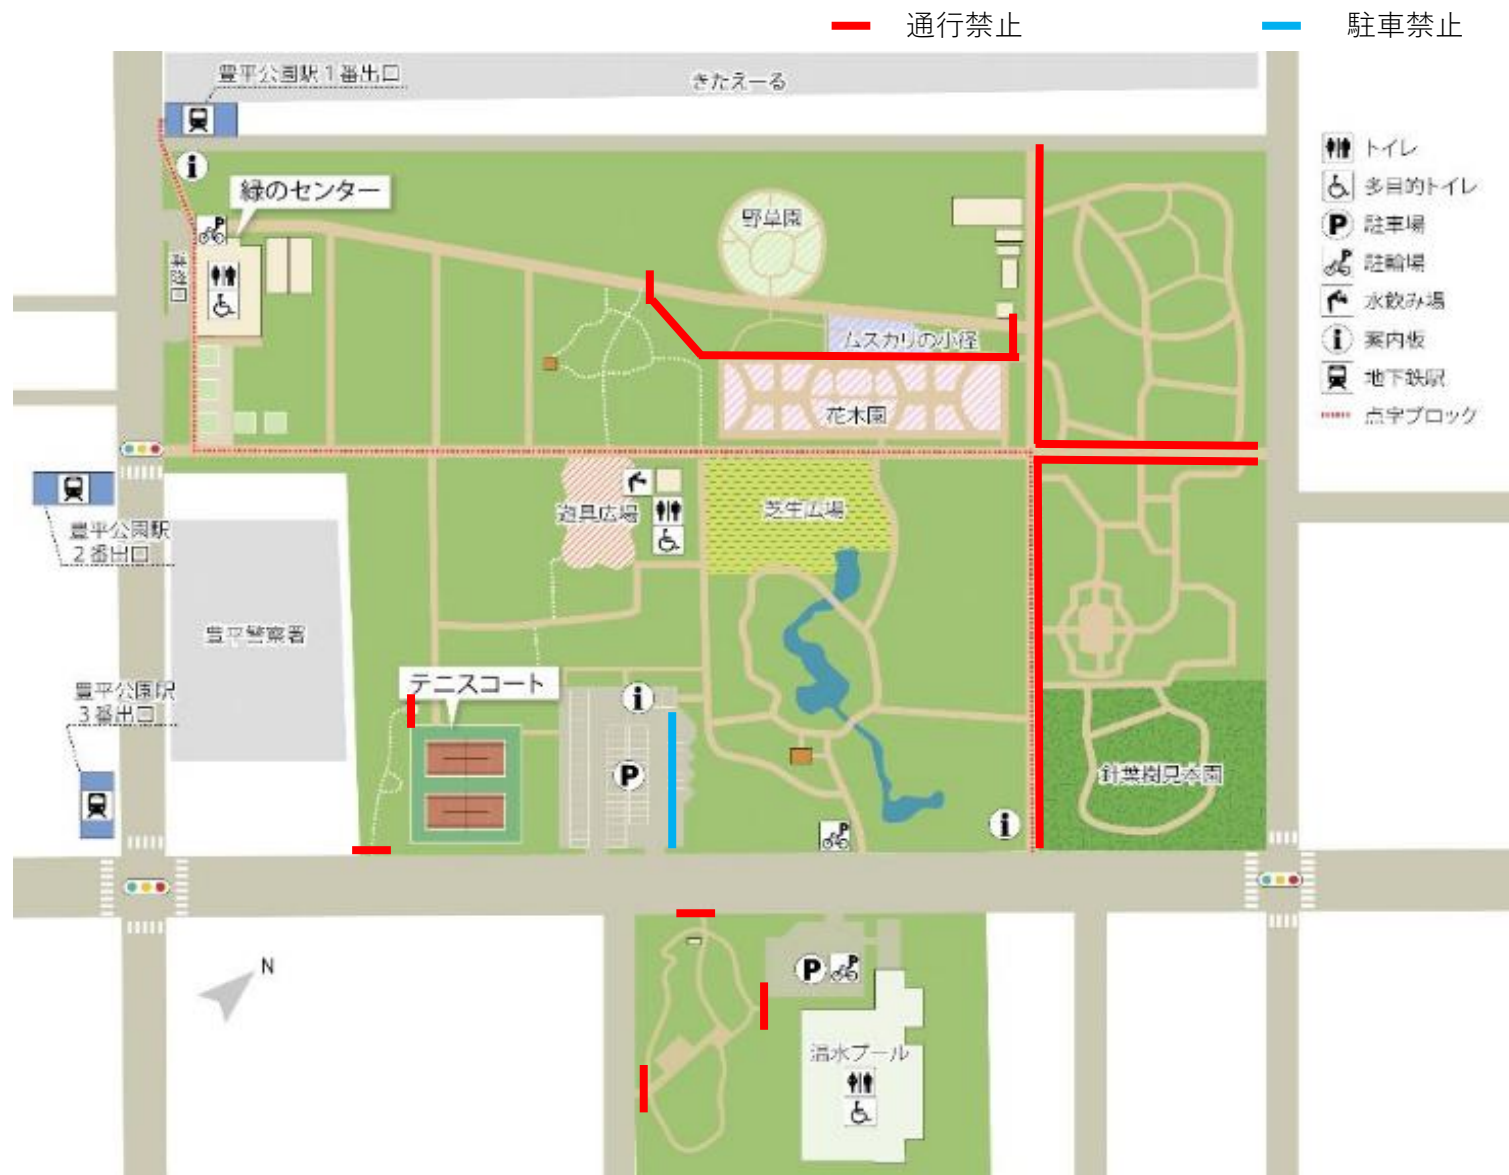 通行禁止
駐車禁止
豊平公園駅1番出口
きたえーる
緑のセンター
野草園
乗降口
ムスカリの小径
花木園
トイレ
多目的トイレ
P 駐車場
P 駐輪場
水飲み場
i 案内板
地下鉄駅
点字ブロック
豊平公園駅
2番出口
遊具広場
芝生広場
豊平警察署
豊平公園駅
3番出口
テニスコート
i
P
針葉樹見本園
i
P
N
P
P
温水プール
i
P